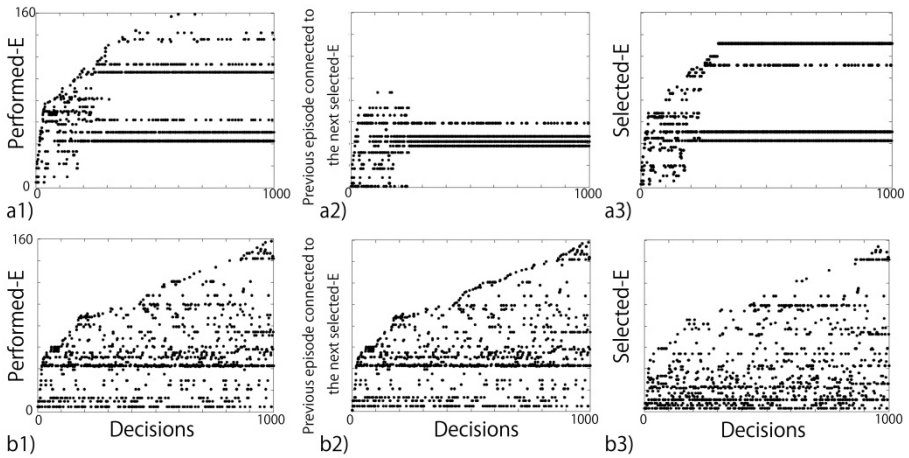 160
Performed-E
0
0
1000
a1)
Previous episode connected to
the next selected-E
0
1000
a2)
Selected-E
0
1000
a3)
160
Performed-E
0
0
1000
b1)
Decisions
Previous episode connected to
the next selected-E
0
1000
b2)
Decisions
Selected-E
0
1000
b3)